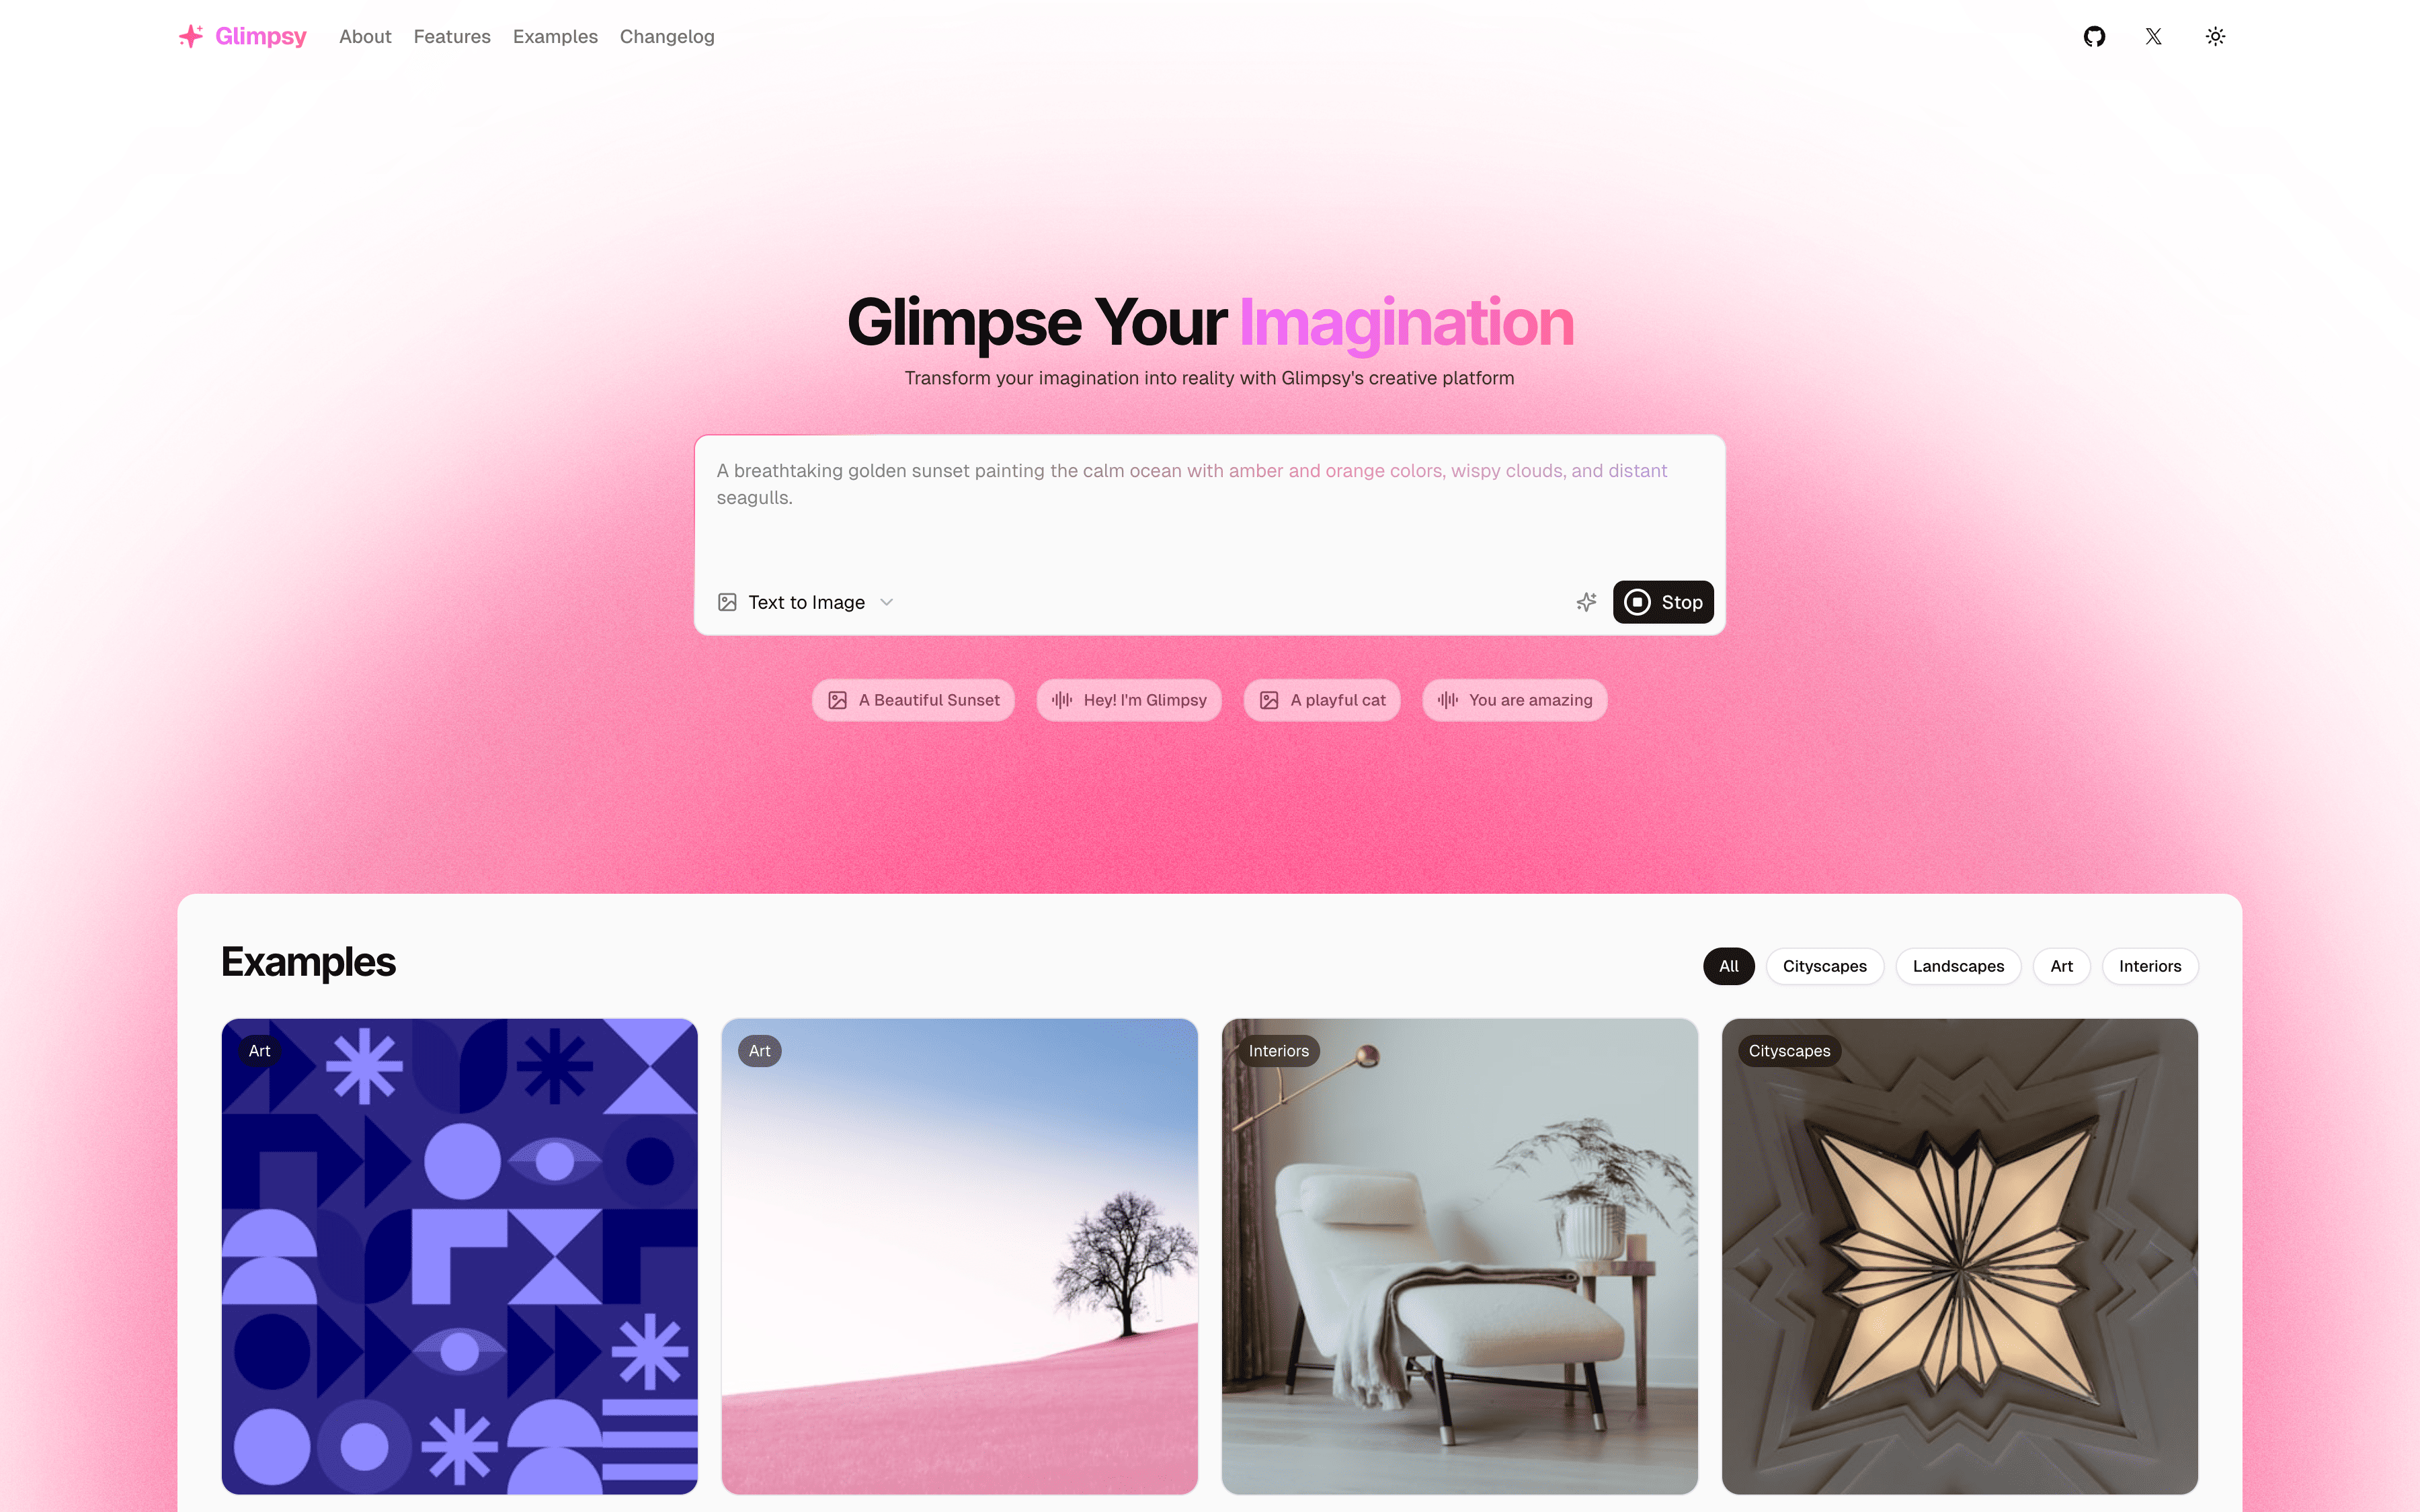 Glimpsy
About
Features
Examples
Changelog
Glimpse Your Imagination
Transform your imagination into reality with Glimpsy's creative platform
A breathtaking golden sunset painting the calm ocean with amber and orange colors, wispy clouds, and distant
seagulls.
Text to Image
Stop
A Beautiful Sunset
Hey! I'm Glimpsy
A playful cat
You are amazing
Examples
All
Cityscapes
Landscapes
Art
Interiors
Art
Art
Interiors
Cityscapes